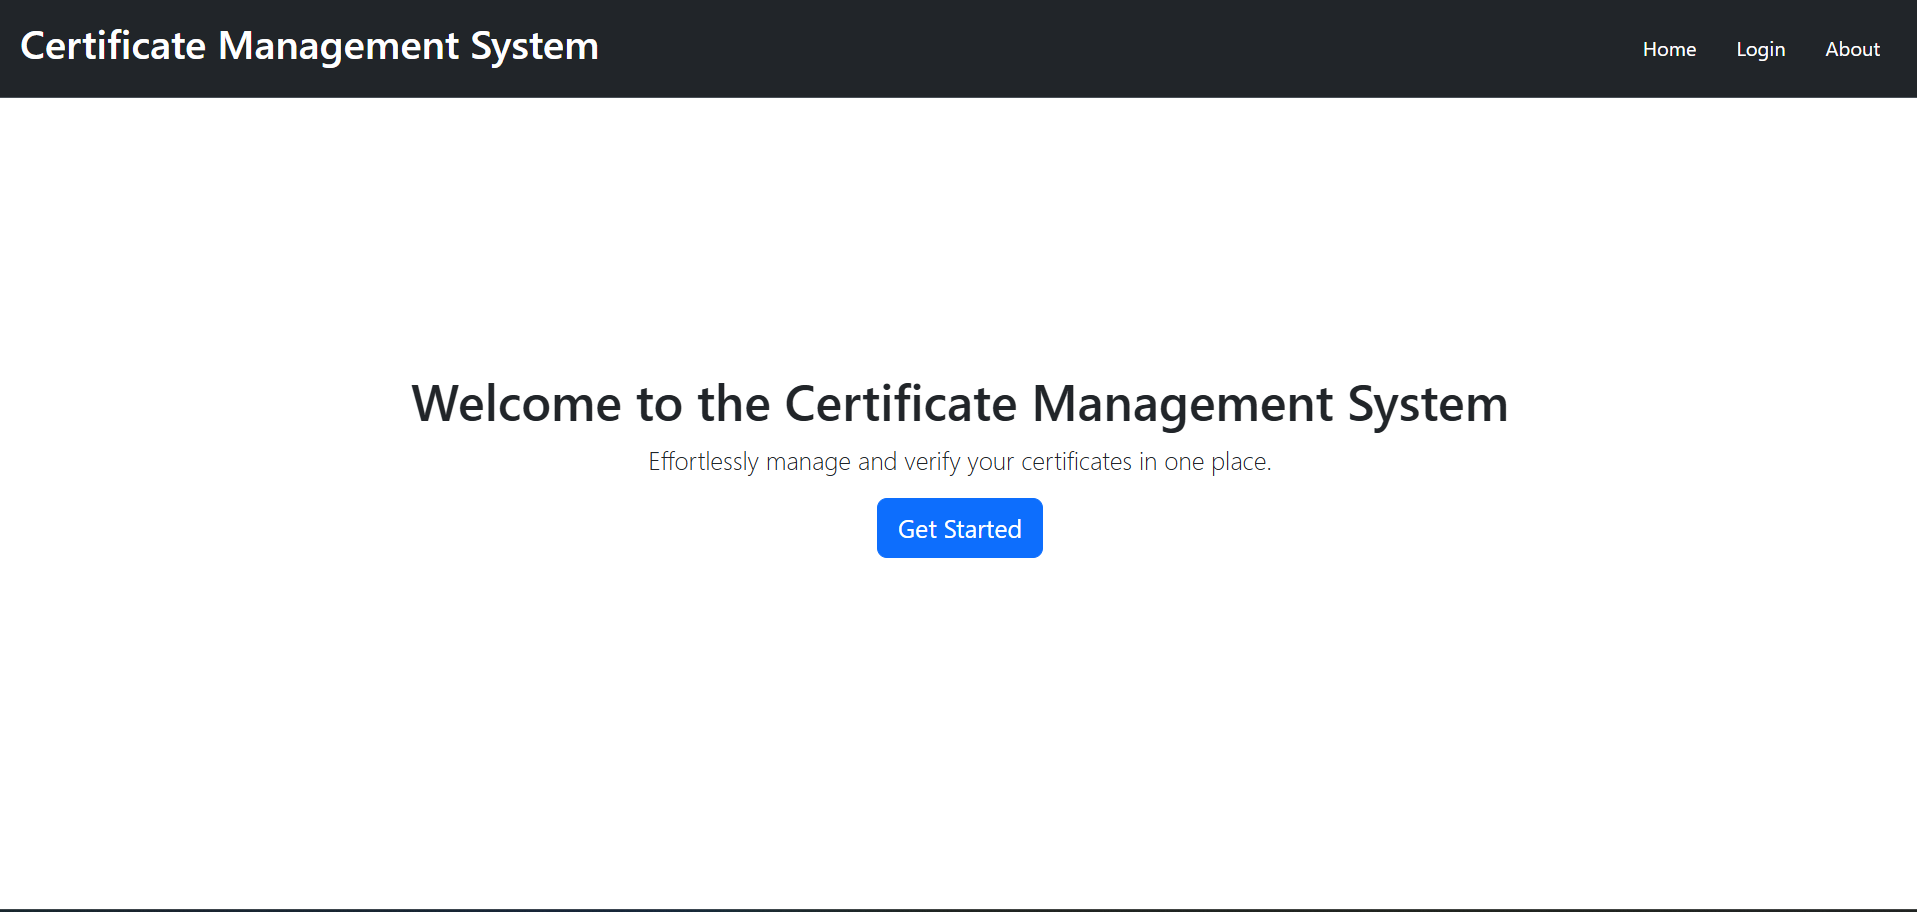 Certificate Management System
Home
Login
About
Welcome to the Certificate Management System
Effortlessly manage and verify your certificates in one place.
Get Started